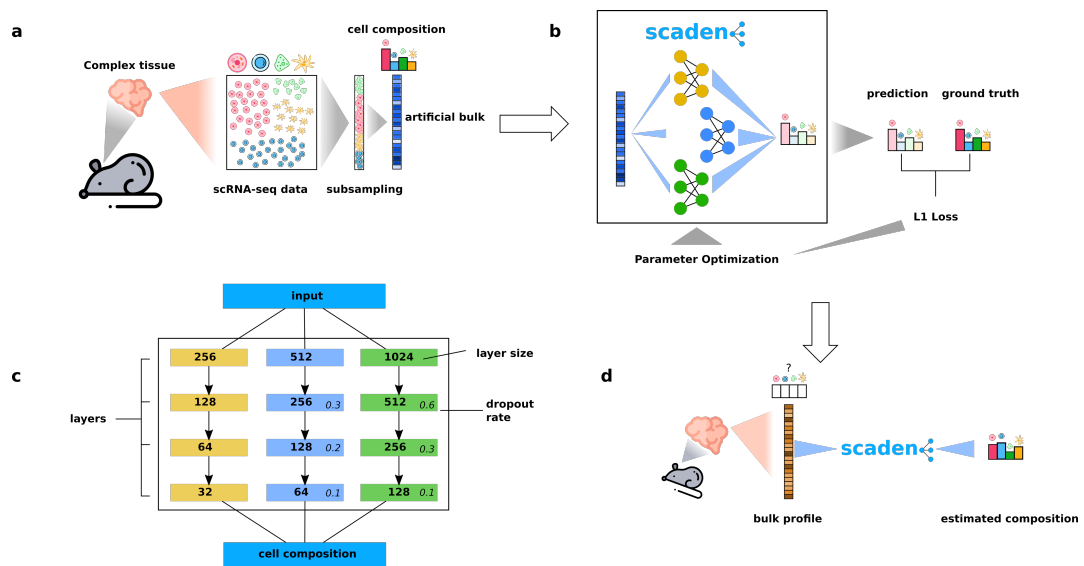 a
Complex tissue
cell composition
artificial bulk
scRNA-seq data
subsampling
b
scaden
prediction
ground truth
L1 Loss
Parameter Optimization
c
input
256
512
1024
layer size
128
256
0.3
512
0.6
dropout
rate
layers
64
128
0.2
256
0.3
32
64
0.1
128
0.1
cell composition
d
?
scaden
bulk profile
estimated composition